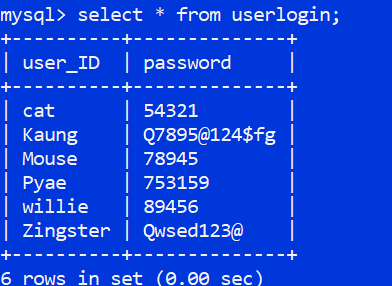 mysql> select * from userlogin;
+----------+--------------+
| user_ID  | password     |
+----------+--------------+
| cat      | 54321        |
| Kaung    | Q7895@124$fg |
| Mouse    | 78945        |
| Pyae     | 753159       |
| willie   | 89456        |
| Zingster | Qwsed123@    |
+----------+--------------+
6 rows in set (0.00 sec)